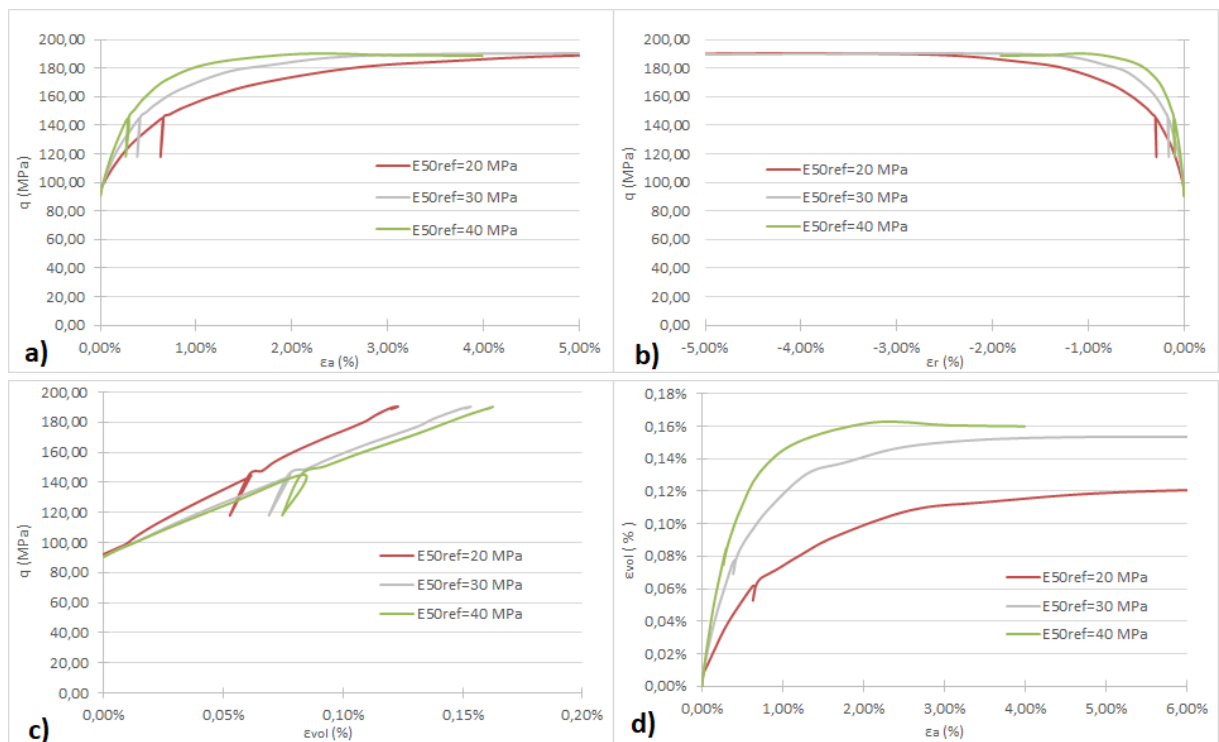 200,00
180,00
160,00
140,00
120,00
100,00
80,00
60,00
40,00
20,00
0,00
q (MPa)
E50ref=20 MPa
E50ref=30 MPa
E50ref=40 MPa
0,00% 1,00% 2,00% 3,00% 4,00% 5,00%
εa (%)
a)
200,00
180,00
160,00
140,00
120,00
100,00
80,00
60,00
40,00
20,00
0,00
q (MPa)
E50ref=20 MPa
E50ref=30 MPa
E50ref=40 MPa
-5,00% -4,00% -3,00% -2,00% -1,00% 0,00%
εr (%)
b)
200,00
180,00
160,00
140,00
120,00
100,00
80,00
60,00
40,00
20,00
0,00
q (MPa)
E50ref=20 MPa
E50ref=30 MPa
E50ref=40 MPa
0,00% 0,05% 0,10% 0,15% 0,20%
εvol (%)
c)
0,18%
0,16%
0,14%
0,12%
0,10%
0,08%
0,06%
0,04%
0,02%
0,00%
εvol ( % )
E50ref=20 MPa
E50ref=30 MPa
E50ref=40 MPa
0,00% 1,00% 2,00% 3,00% 4,00% 5,00% 6,00%
εa (%)
d)